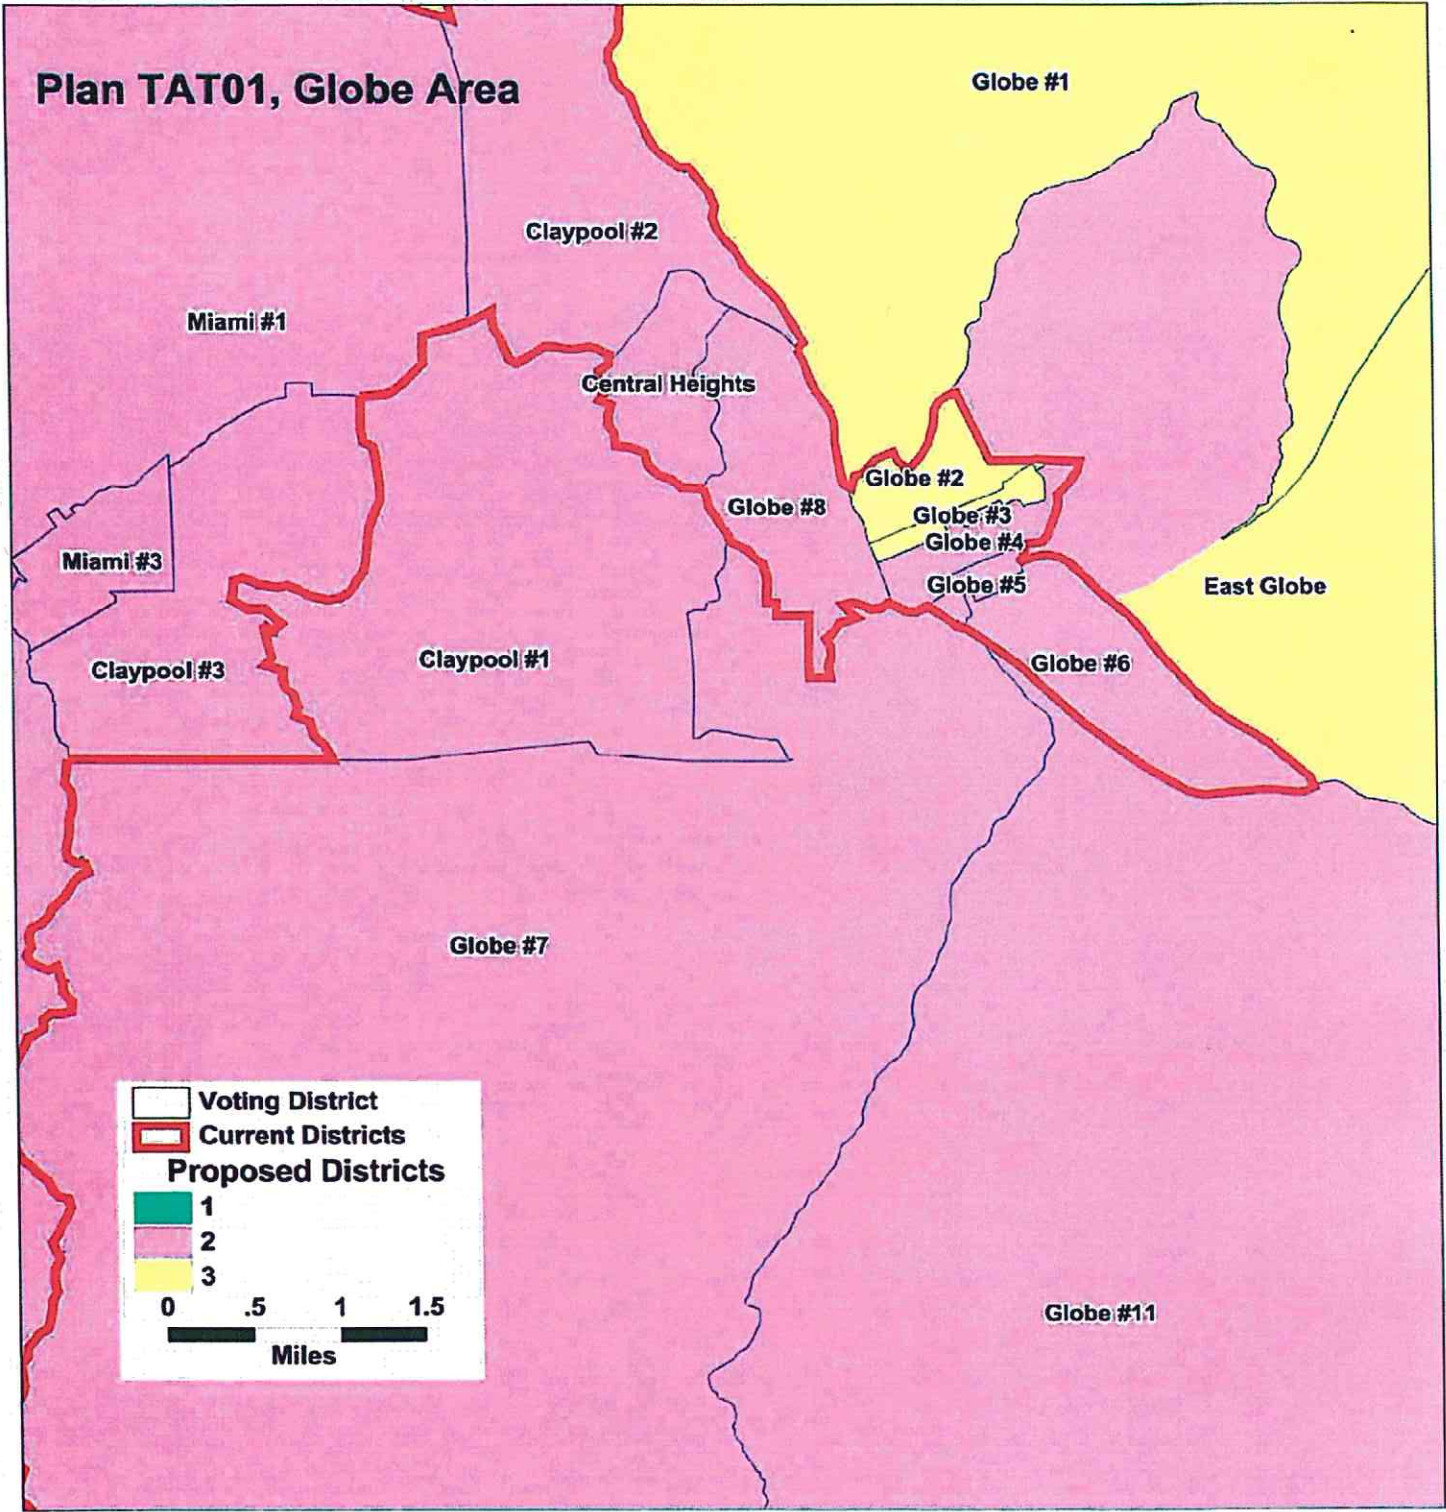 Plan TAT01, Globe Area
Globe #1
Claypool #2
Miami #1
Central Heights
Globe #2
Globe #8
Globe #3
Globe #4
Miami #3
Globe #5
East Globe
Claypool #3
Claypool #1
Globe #6
Globe #7
Voting District
Current Districts
Proposed Districts
1
2
3
0 .5 1 1.5
Miles
Globe #11